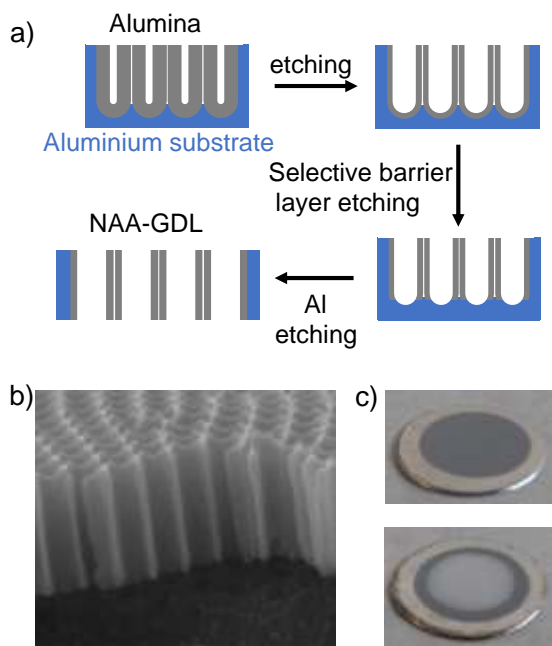 a)
Alumina
etching
Aluminium substrate
Selective barrier
layer etching
NAA-GDL
Al
etching
b)
c)